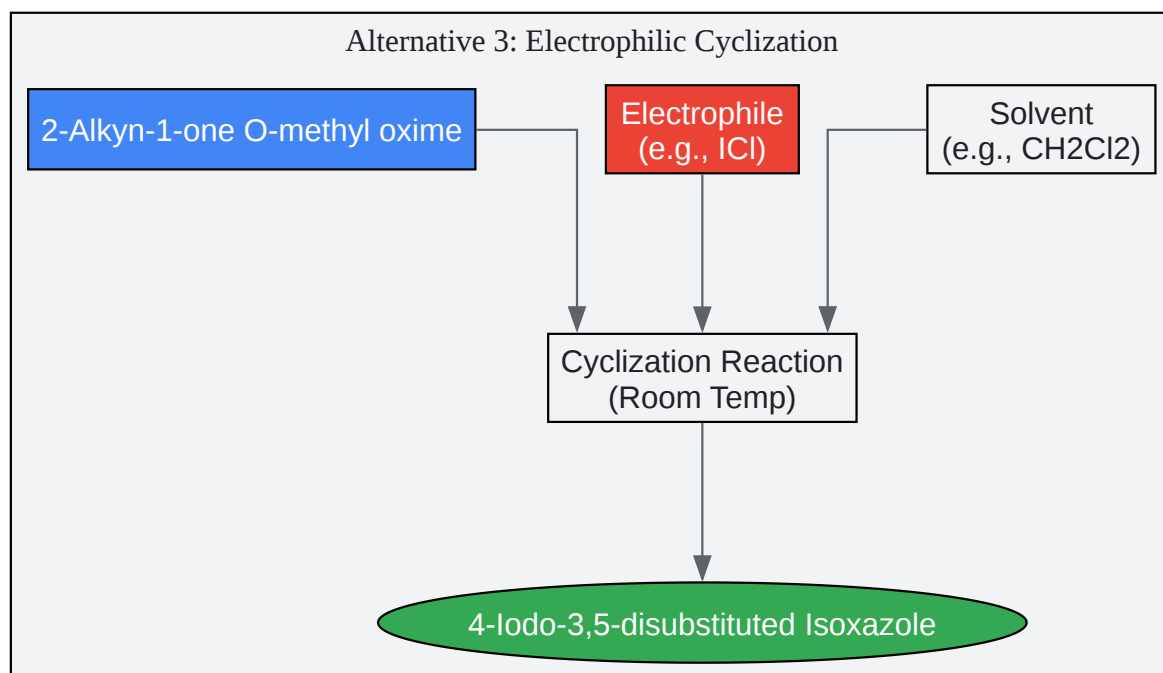 Alternative 3: Electrophilic Cyclization
2-Alkyn-1-one O-methyl oxime
Electrophile
(e.g., ICl)
Solvent
(e.g., CH2Cl2)
Cyclization Reaction
(Room Temp)
4-Iodo-3,5-disubstituted Isoxazole